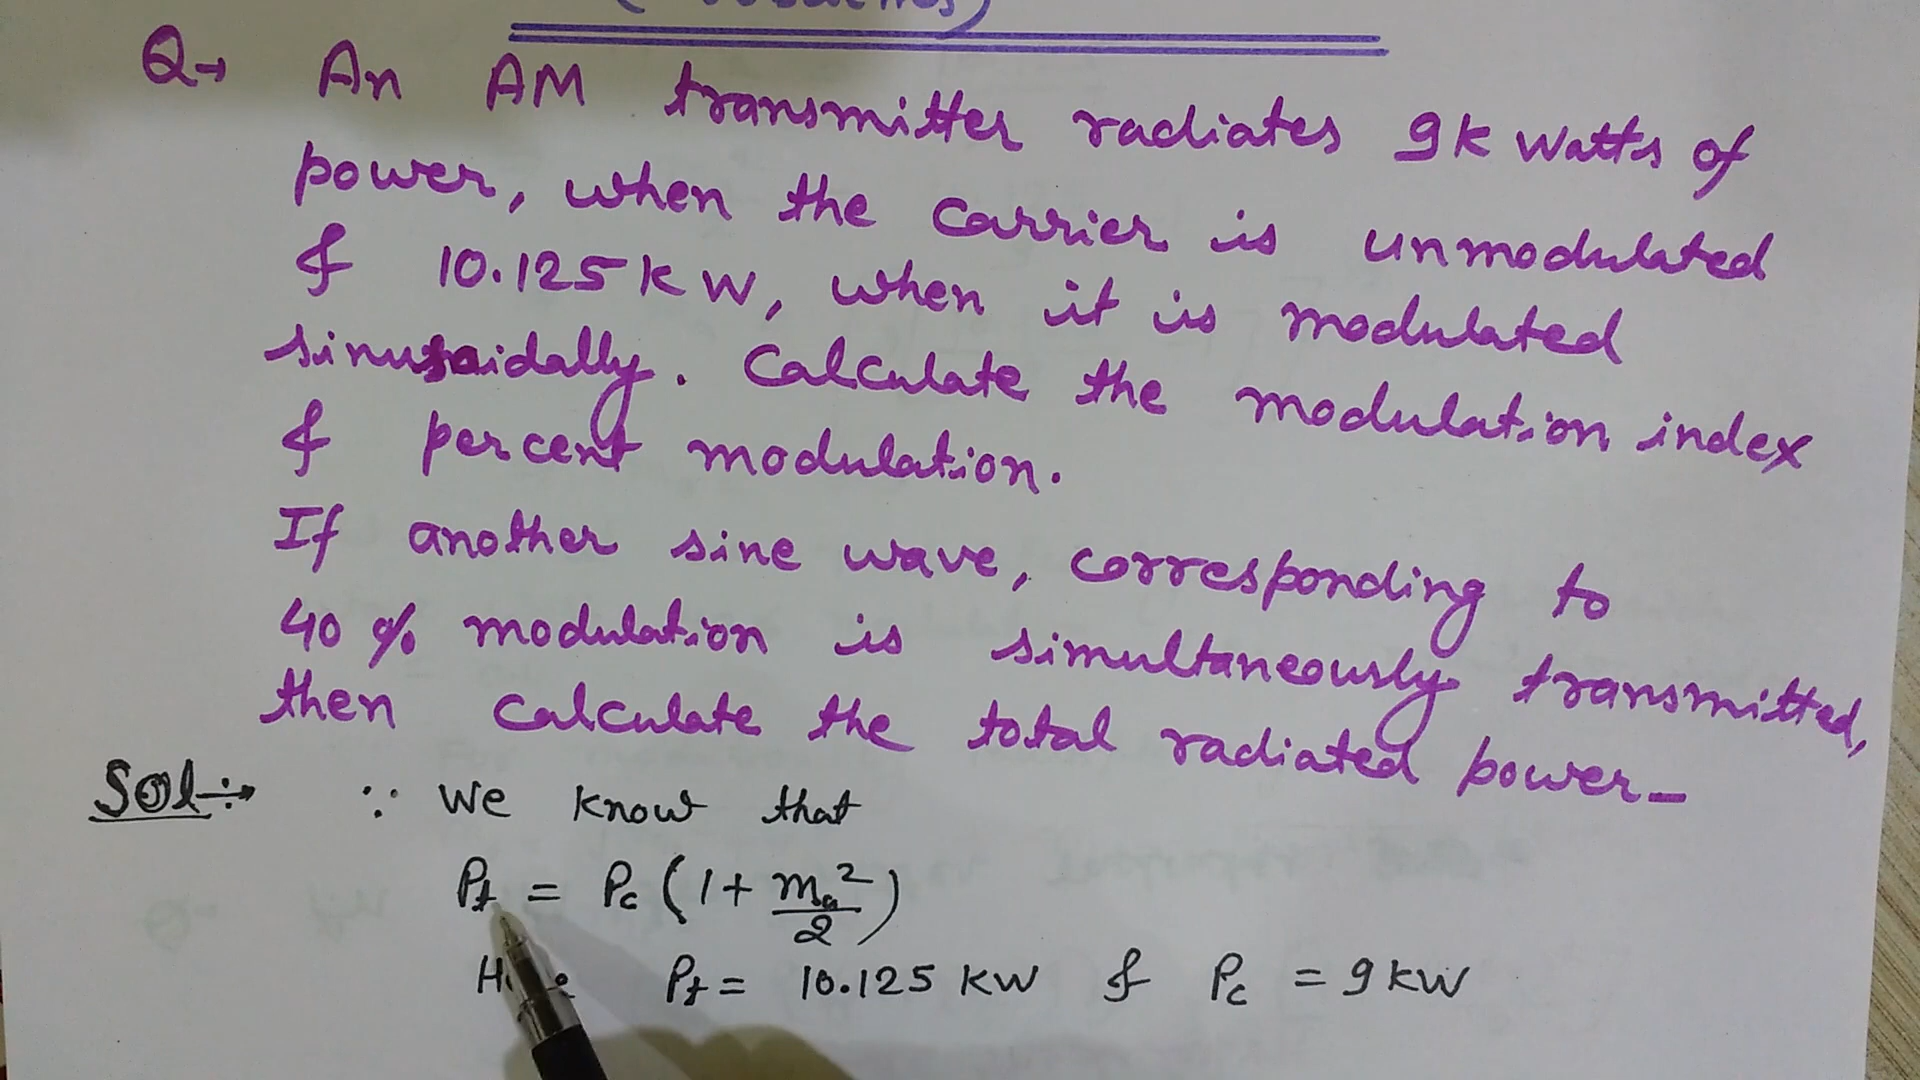 Q→ An AM transmitter radiates 9K watts of
power, when the carrier is unmodulated
& 10.125 KW, when it is modulated
sinusoidally. Calculate the modulation index
& percent modulation.
If another sine wave, corresponding to
40 % modulation is simultaneously transmitted,
then calculate the total radiated power-
Sol:→ ∵ We know that
Pt = Pc (1 + ma²/2)
Pt = 10.125 KW & Pc = 9 KW